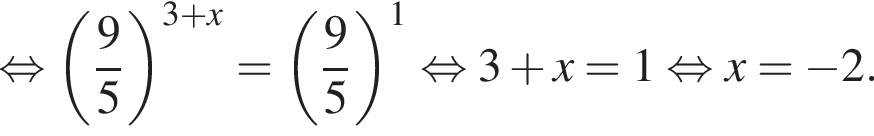 ⇔ (9/5)^{3+x} = (9/5)^1 ⇔ 3 + x = 1 ⇔ x = −2.